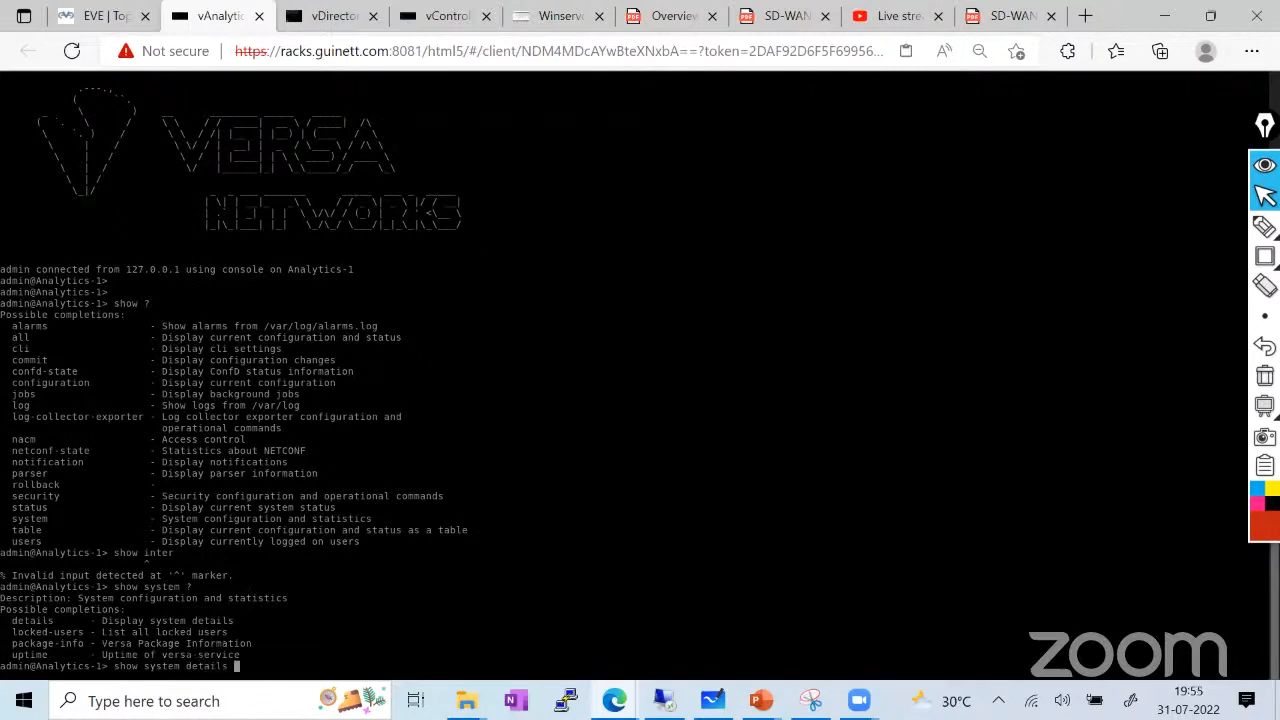 EVE | Topo
vAnalytic
vDirector
vControl
Winserv
Overview
SD-WAN
SD-WAN
Ye stre
SD-WAN
Not secure
https://racks.guinett.com:8081/html5/#/client/NDM4MDcAYwBteXNxbA==?token=2DAF92D6F5F69956...
VERSA
NETWORKS
admin connected from 127.0.0.1 using console on Analytics-1
admin@Analytics-1>
admin@Analytics-1>
admin@Analytics-1> show ?
Possible completions:
alarms - Show alarms from /var/log/alarms.log
all - Display current configuration and status
cli - Display cli settings
commit - Display configuration changes
confd-state - Display ConfD status information
configuration - Display current configuration
jobs - Display background jobs
log - Show logs from /var/log
log-collector-exporter - Log collector exporter configuration and
operational commands
nacm - Access control
netconf-state - Statistics about NETCONF
notification - Display notifications
parser - Display parser information
rollback -
security - Security configuration and operational commands
status - Display current system status
system - System configuration and statistics
table - Display current configuration and status as a table
users - Display currently logged on users
admin@Analytics-1> show inter
^
% Invalid input detected at '^' marker.
admin@Analytics-1> show system ?
Description: System configuration and statistics
Possible completions:
details - Display system details
locked-users - List all locked users
package-info - Versa Package Information
uptime - Uptime of versa-service
admin@Analytics-1> show system details
zoom
Type here to search
30°C
19:55
31-07-2022